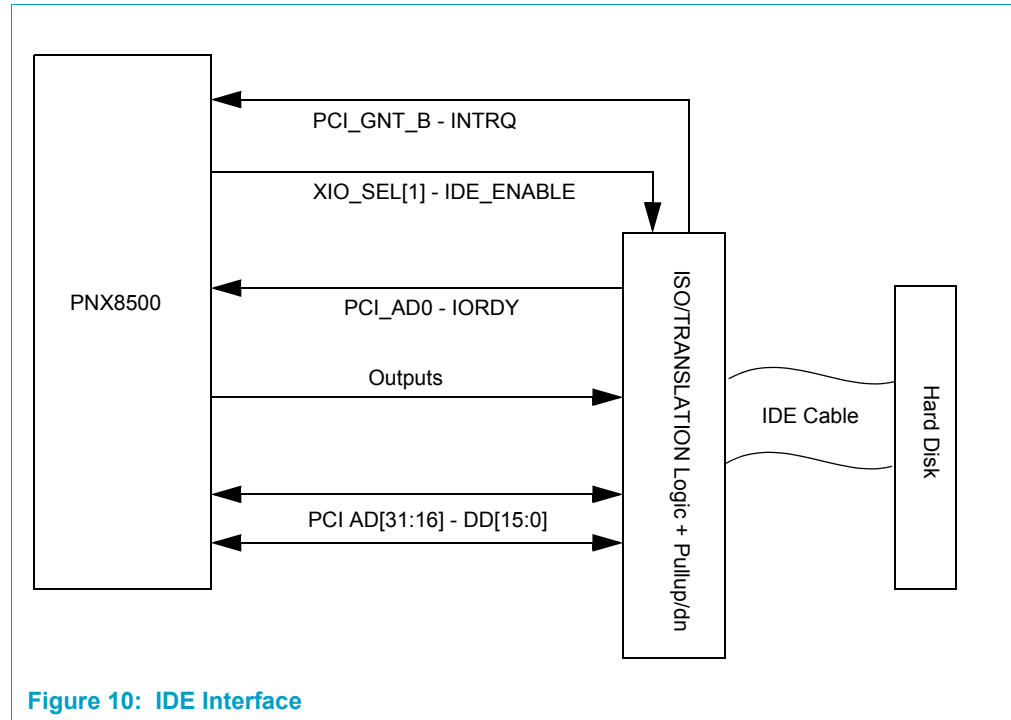 PCI_GNT_B - INTRQ
XIO_SEL[1] - IDE_ENABLE
PNX8500
PCI_AD0 - IORDY
Outputs
PCI AD[31:16] - DD[15:0]
ISO/TRANSLATION Logic + Pullup/dn
IDE Cable
Hard Disk
Figure 10: IDE Interface